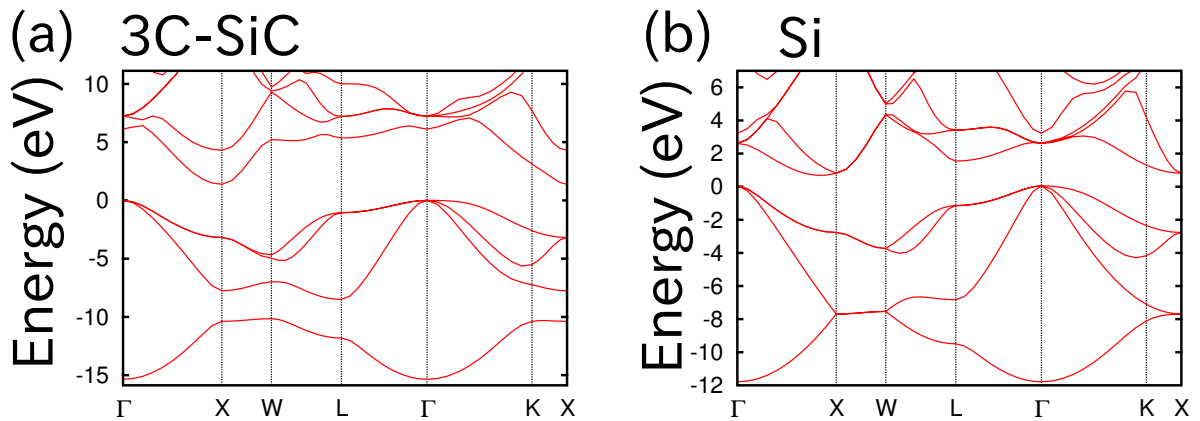 (a) 3C-SiC
Energy (eV)
10
5
0
-5
-10
-15
Γ X W L Γ K X
(b) Si
Energy (eV)
6
4
2
0
-2
-4
-6
-8
-10
-12
Γ X W L Γ K X